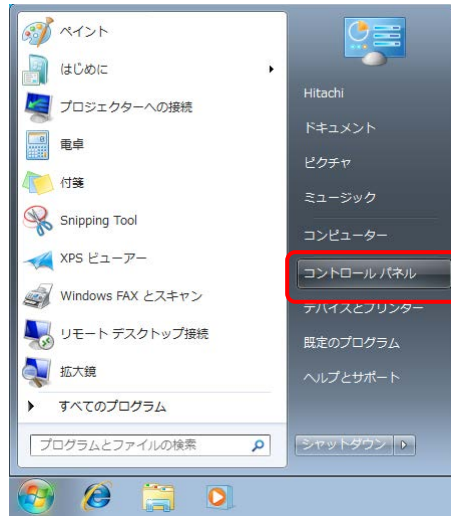 ペイント
はじめに
プロジェクターへの接続
電卓
付箋
Snipping Tool
XPS ビューアー
Windows FAX とスキャン
リモート デスクトップ接続
拡大鏡
すべてのプログラム
プログラムとファイルの検索
Hitachi
ドキュメント
ピクチャ
ミュージック
コンピューター
コントロール パネル
デバイスとプリンター
既定のプログラム
ヘルプとサポート
シャットダウン